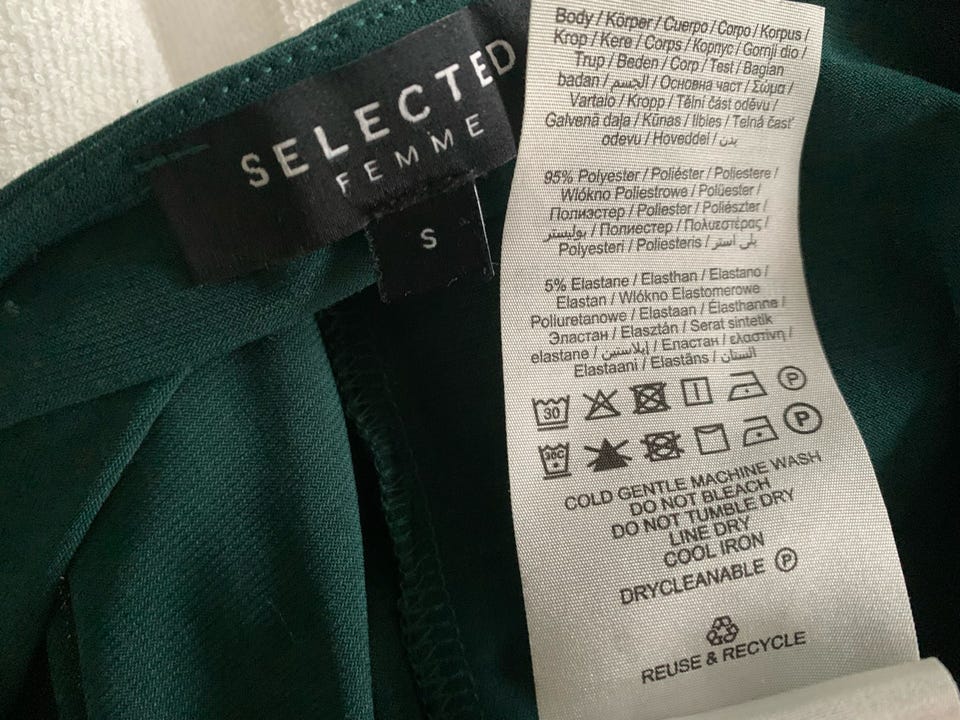 SELECTED
FEMME
S
Body / Körper / Cuerpo / Corpo / Korpus /
Krop / Kere / Corps / Корпус / Gornji dio /
Trup / Beden / Corp / Test / Bagian
badan / الجسم / Основна част / Σώμα /
Vartalo / Kropp / Tělní část oděvu /
Galvenā daļa / Kūnas / Ilbies / Telná časť
odevu / Hoveddel / بدن
95% Polyester / Poliéster / Poliestere /
Włókno Poliestrowe / Polüester /
Полиэстер / Poliester / Poliészter /
بوليستر / Полиестер / Πολυεστέρας /
Polyesteri / Poliesteris / پلی استر
5% Elastane / Elasthan / Elastano /
Elastan / Włókno Elastomerowe
Poliuretanowe / Elastaan / Élasthanne /
Эластан / Elasztán / Serat sintetik
elastane / إيلاستين / Еластан / ελαστίνη /
Elastaani / Elastāns / الستان
30 P
30C P
COLD GENTLE MACHINE WASH
DO NOT BLEACH
DO NOT TUMBLE DRY
LINE DRY
COOL IRON
DRYCLEANABLE P
REUSE & RECYCLE